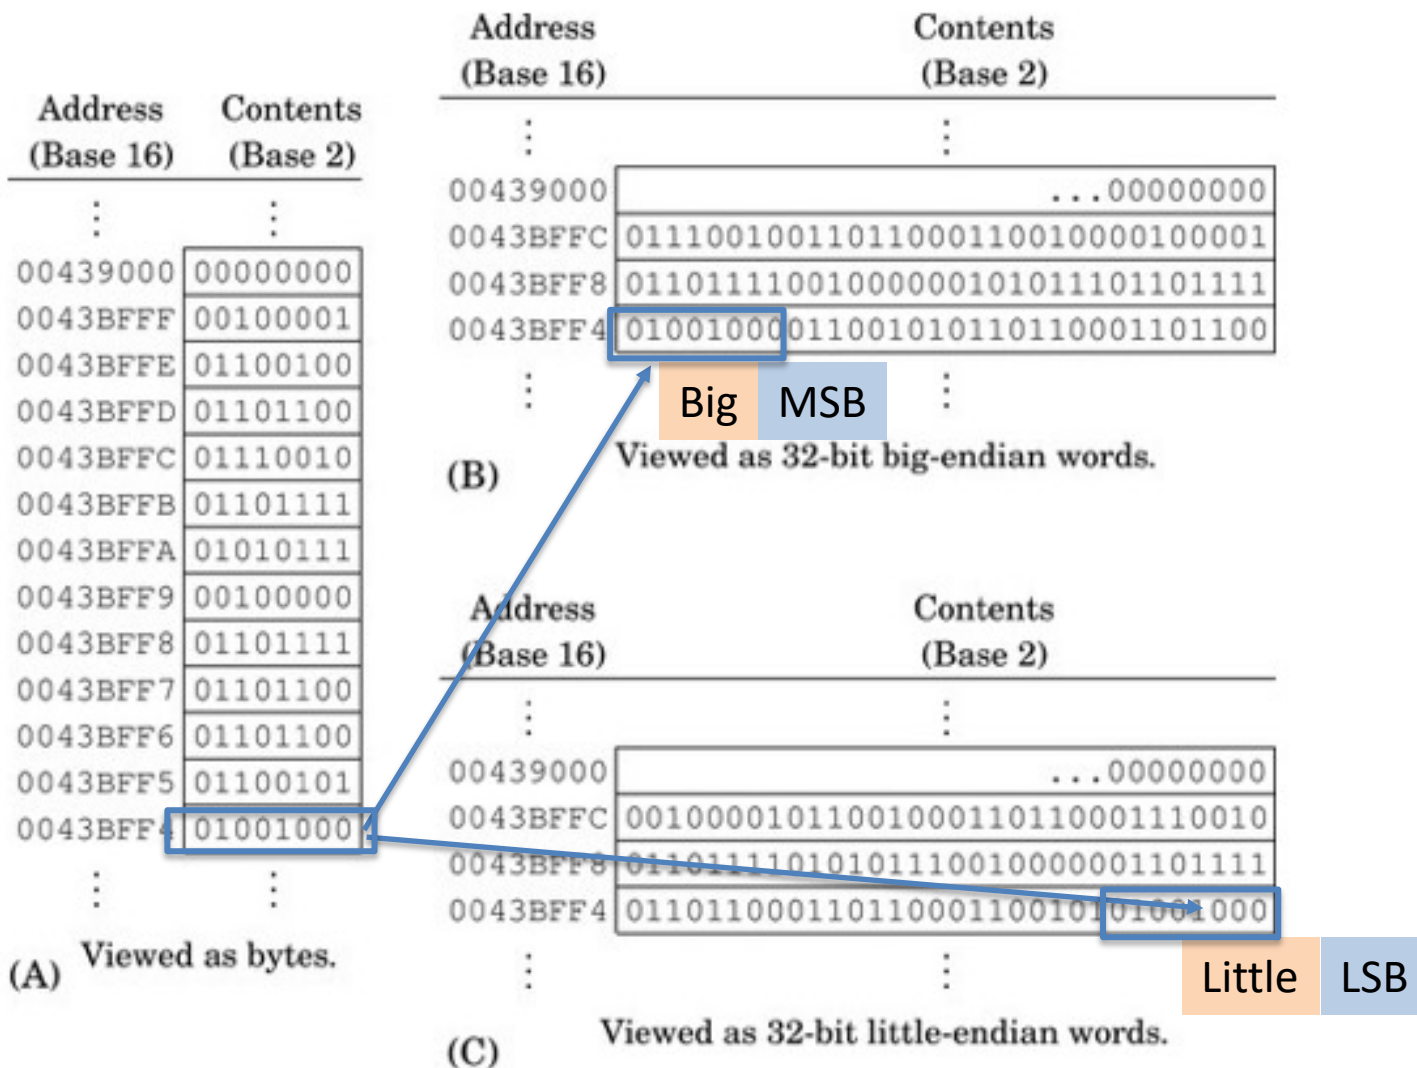 Address Contents
(Base 16) (Base 2)
⋮ ⋮
00439000 00000000
0043BFFF 00100001
0043BFFE 01100100
0043BFFD 01101100
0043BFFC 01110010
0043BFFB 01101111
0043BFFA 01010111
0043BFF9 00100000
0043BFF8 01101111
0043BFF7 01101100
0043BFF6 01101100
0043BFF5 01100101
0043BFF4 01001000
⋮ ⋮
(A) Viewed as bytes.
Address Contents
(Base 16) (Base 2)
⋮ ⋮
00439000 ...00000000
0043BFFC 01110010011011000110010000100001
0043BFF8 01101111001000000101011101101111
0043BFF4 01001000011001010110110001101100
⋮ ⋮
Big MSB
(B) Viewed as 32-bit big-endian words.
Address Contents
(Base 16) (Base 2)
⋮ ⋮
00439000 ...00000000
0043BFFC 00100001011001000110110001110010
0043BFF8 01101111010101110010000001101111
0043BFF4 01101100011011000110010101001000
⋮ ⋮
Little LSB
(C) Viewed as 32-bit little-endian words.